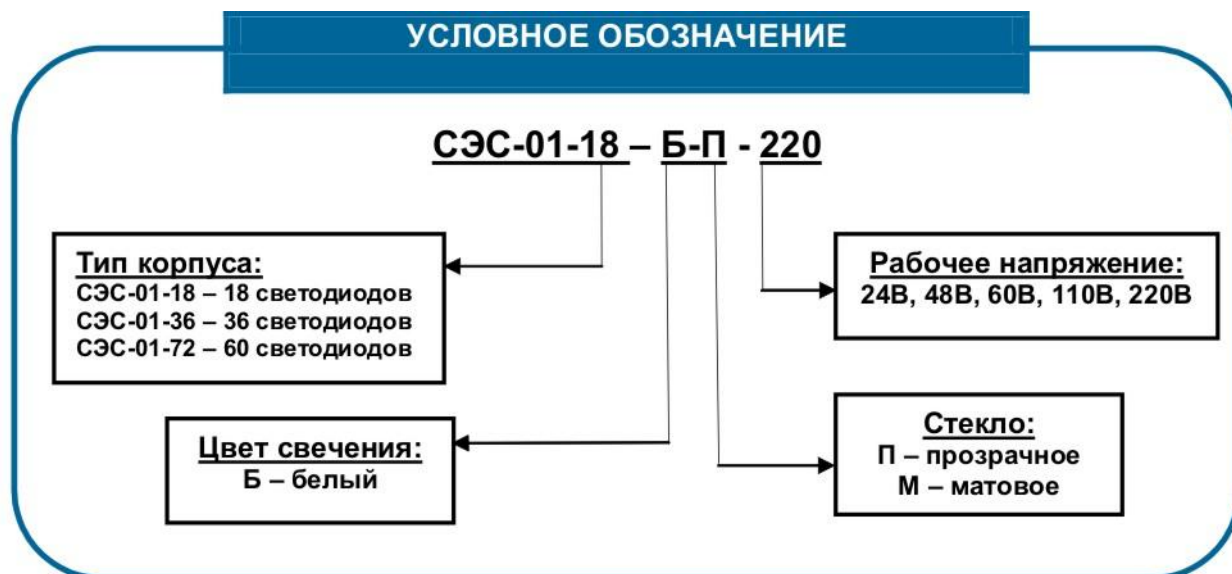 УСЛОВНОЕ ОБОЗНАЧЕНИЕ
СЭС-01-18 – Б-П - 220
Тип корпуса:
СЭС-01-18 – 18 светодиодов
СЭС-01-36 – 36 светодиодов
СЭС-01-72 – 60 светодиодов
Рабочее напряжение:
24В, 48В, 60В, 110В, 220В
Цвет свечения:
Б – белый
Стекло:
П – прозрачное
М – матовое